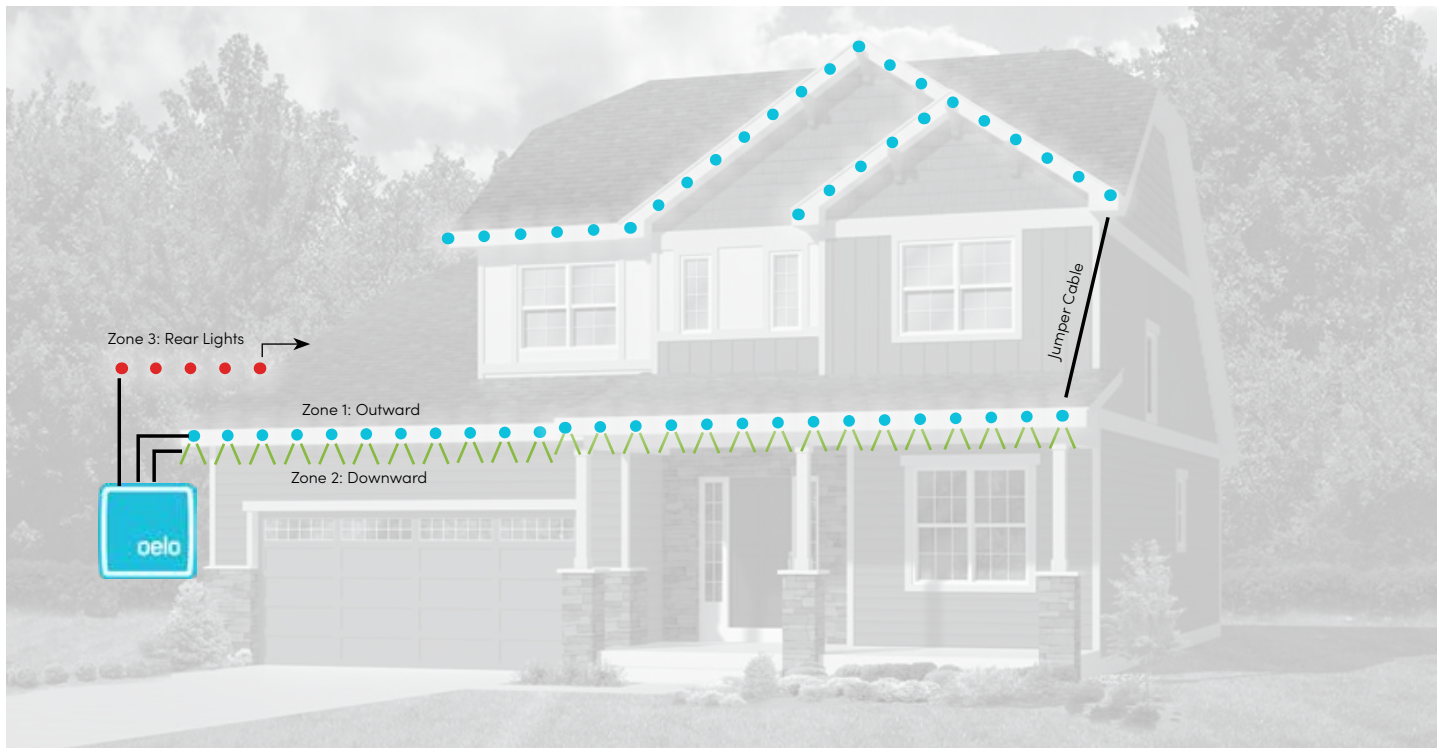 Zone 3: Rear Lights
Zone 1: Outward
Zone 2: Downward
Jumper Cable
oelo